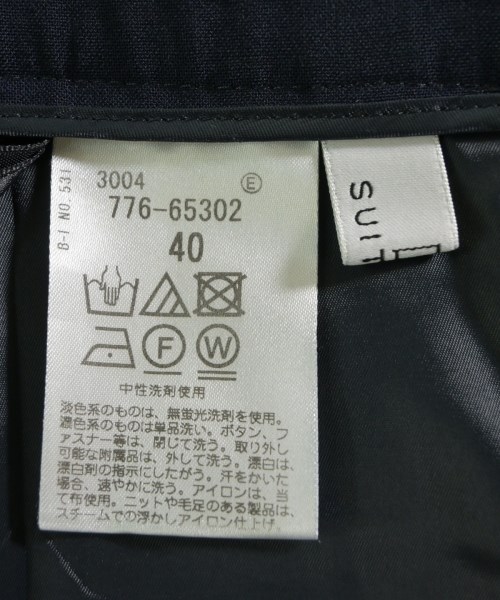 B-I NO.531
3004 E
776-65302
40
F W
中性洗剤使用
淡色系のものは、無蛍光洗剤を使用。
濃色系のものは単品洗い。ボタン、フ
ァスナー等は、閉じて洗う。取り外し
可能な附属品は、外して洗う。漂白は、
漂白剤の指示にしたがう。汗をかいた
場合、速やかに洗う。アイロンは、当
て布使用。ニットや毛足のある製品は、
スチームでの浮かしアイロン仕上げ。
SUIT